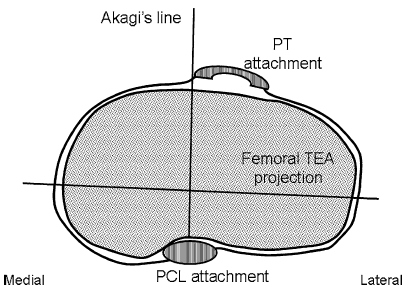 Akagi's line
PT
attachment
Femoral TEA
projection
Medial
PCL attachment
Lateral